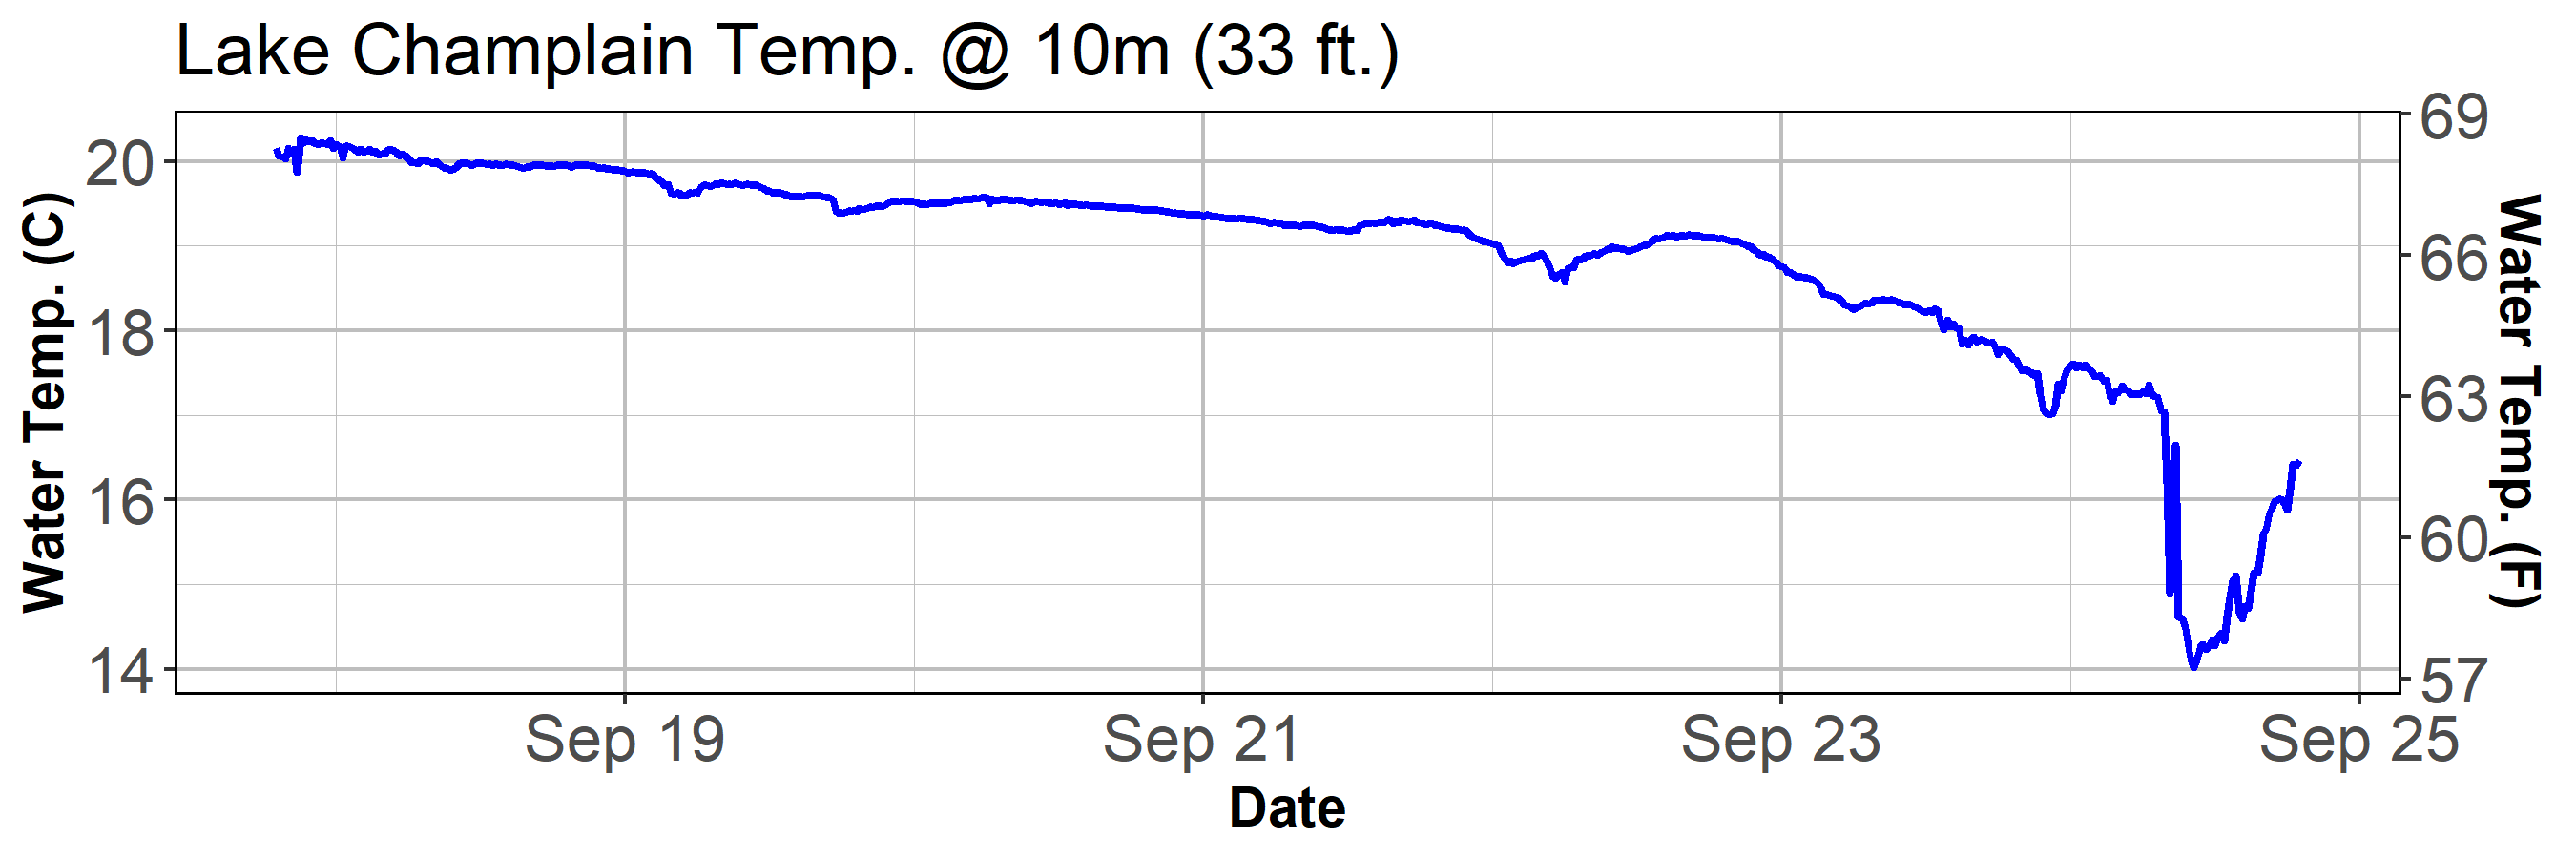 Lake Champlain Temp. @ 10m (33 ft.)
Water Temp. (C)
20
18
16
14
69
66
63
60
57
Water Temp. (F)
Sep 19
Sep 21
Sep 23
Sep 25
Date